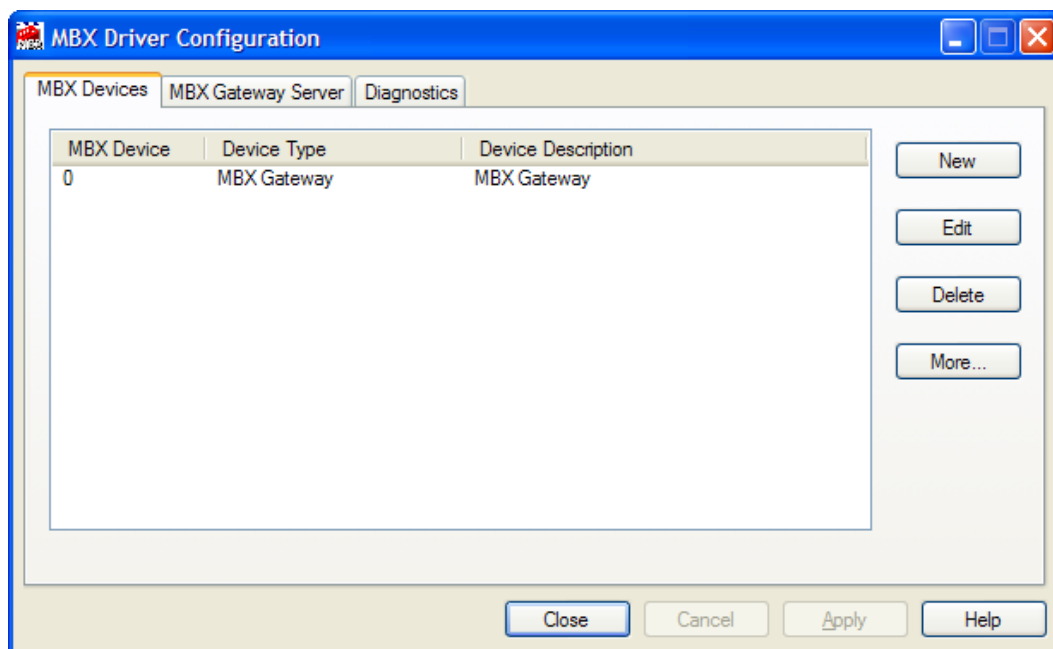 MBX Driver Configuration
MBX Devices MBX Gateway Server Diagnostics
MBX Device Device Type Device Description
0 MBX Gateway MBX Gateway
New
Edit
Delete
More...
Close Cancel Apply Help